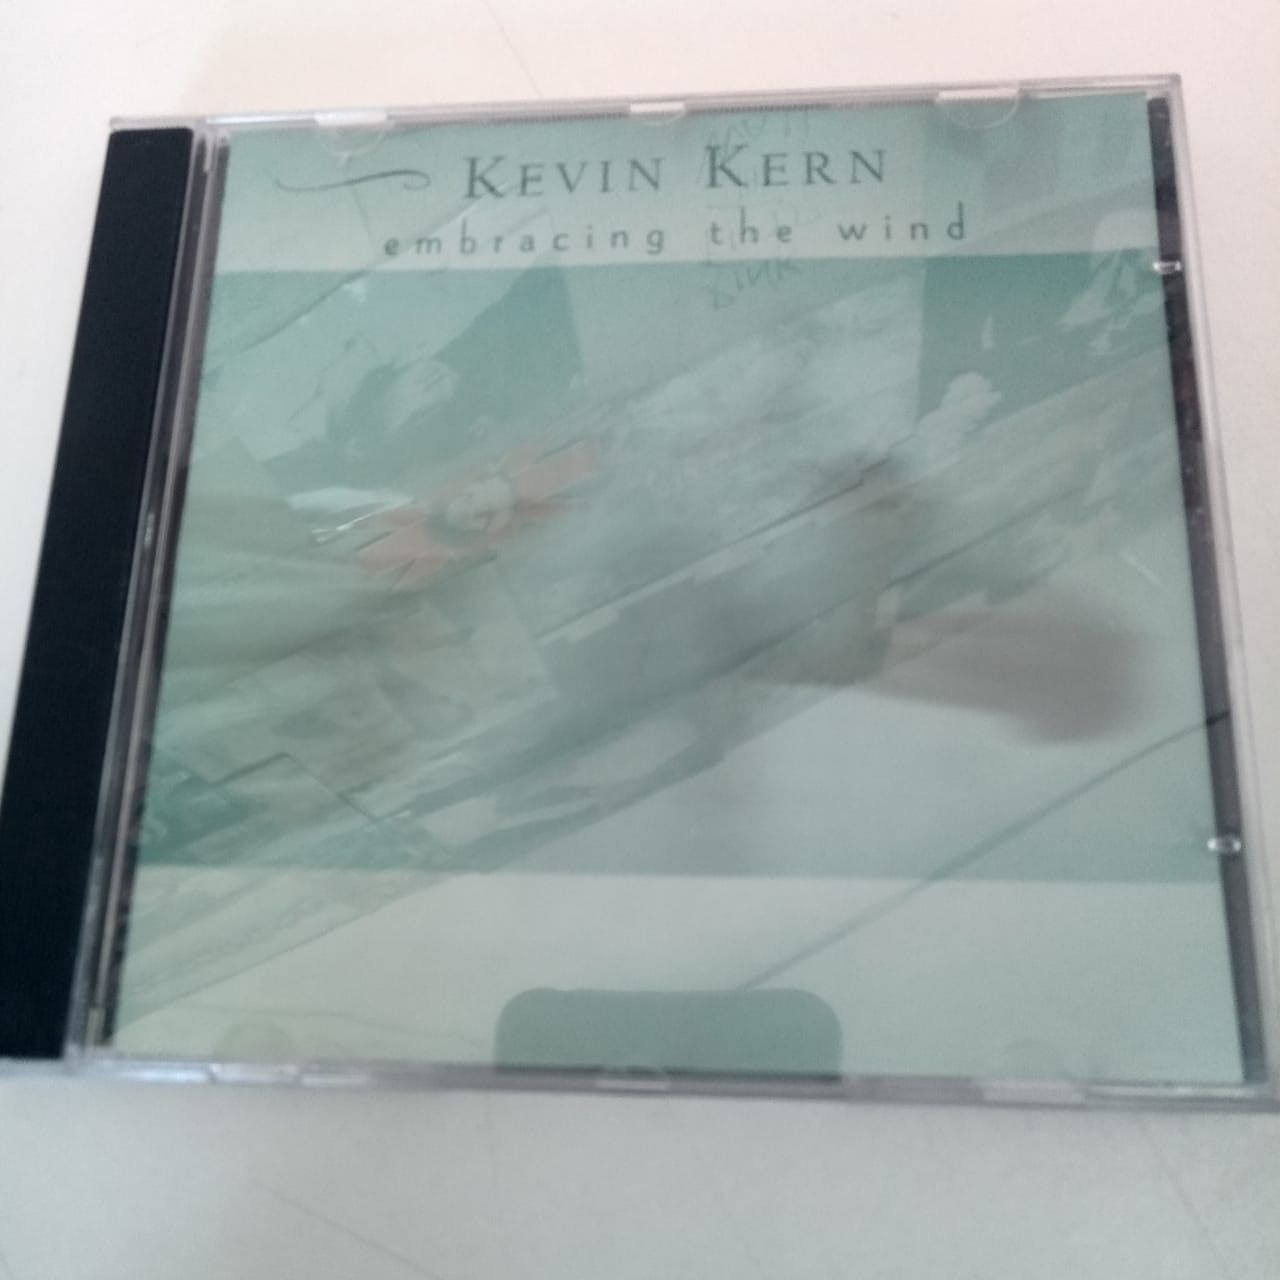 KEVIN KERN
embracing the wind